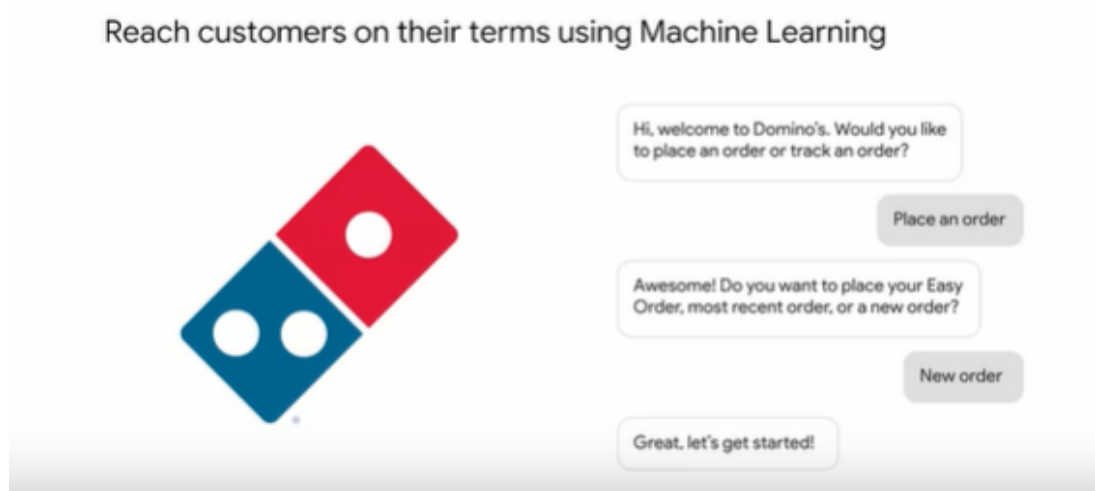 Reach customers on their terms using Machine Learning
Hi, welcome to Domino's. Would you like
to place an order or track an order?
Place an order
Awesome! Do you want to place your Easy
Order, most recent order, or a new order?
New order
Great, let's get started!